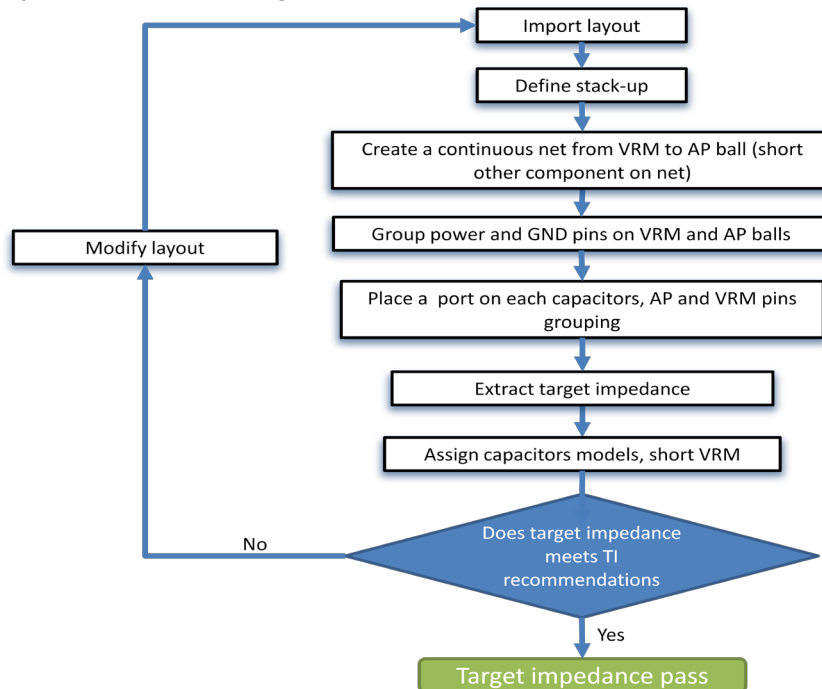 Import layout
Define stack-up
Create a continuous net from VRM to AP ball (short
other component on net)
Group power and GND pins on VRM and AP balls
Modify layout
Place a port on each capacitors, AP and VRM pins
grouping
Extract target impedance
Assign capacitors models, short VRM
Does target impedance
meets TI
recommendations
No
Yes
Target impedance pass